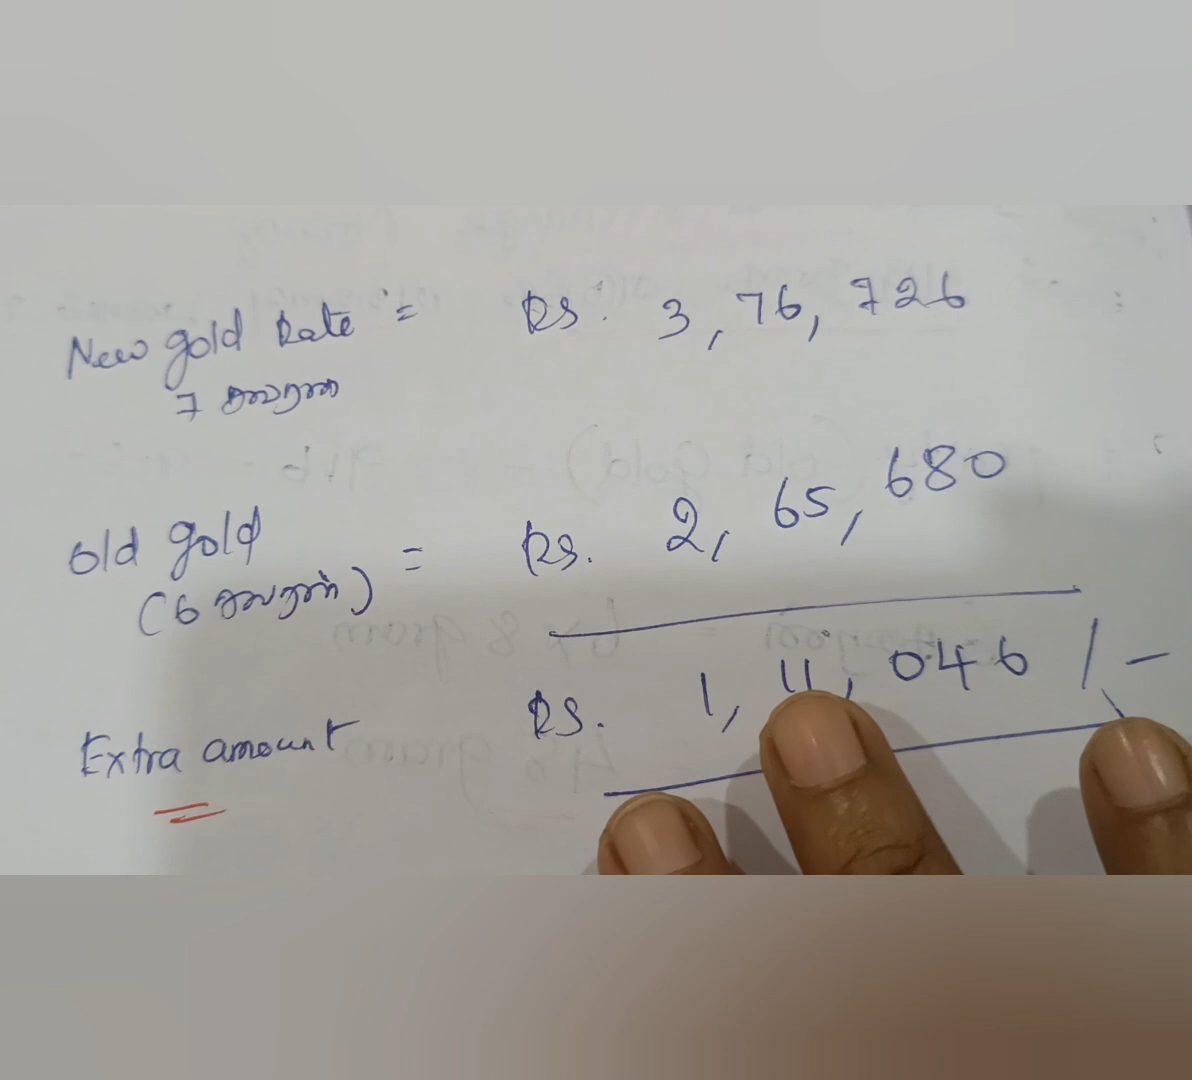 New gold Rate = Rs. 3,76,726
7 சவரன்
old gold = Rs. 2,65,680
(6 சவரன்)
Extra amount Rs. 1,11,046/-